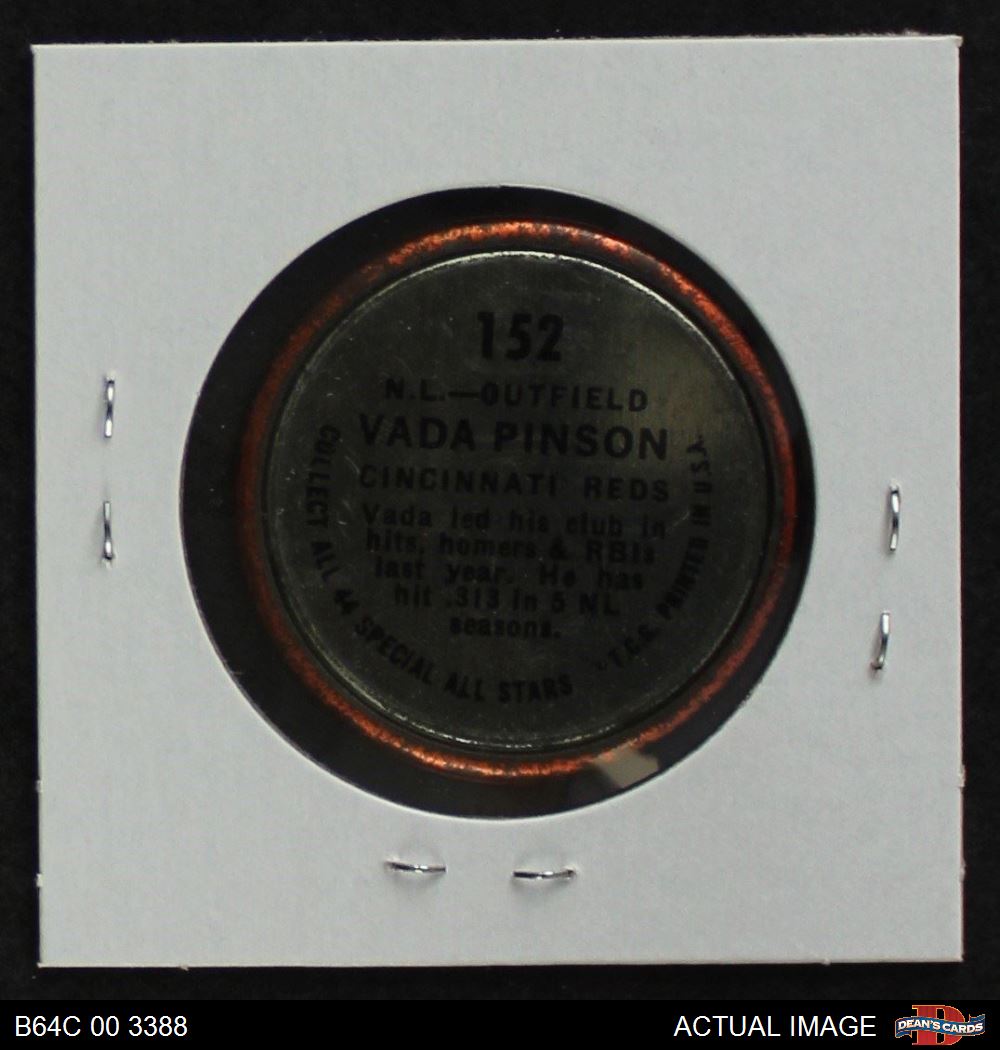 152
N.L.—OUTFIELD
VADA PINSON
CINCINNATI REDS
Vada led his club in
hits, homers & RBIs
last year. He has
hit .313 in 5 NL
seasons.
COLLECT ALL 44 SPECIAL ALL STARS
T.C.G. PRINTED IN USA
B64C 00 3388
ACTUAL IMAGE
DEAN'S CARDS